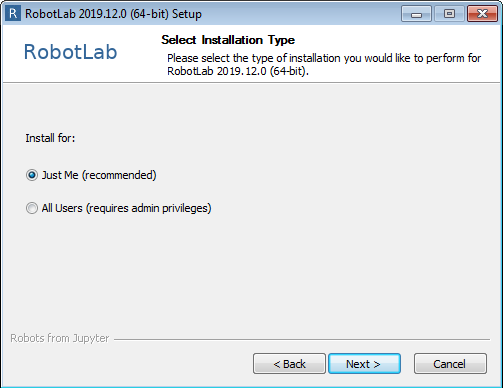 R RobotLab 2019.12.0 (64-bit) Setup
RobotLab
Select Installation Type
Please select the type of installation you would like to perform for
RobotLab 2019.12.0 (64-bit).
Install for:
Just Me (recommended)
All Users (requires admin privileges)
Robots from Jupyter
< Back Next > Cancel